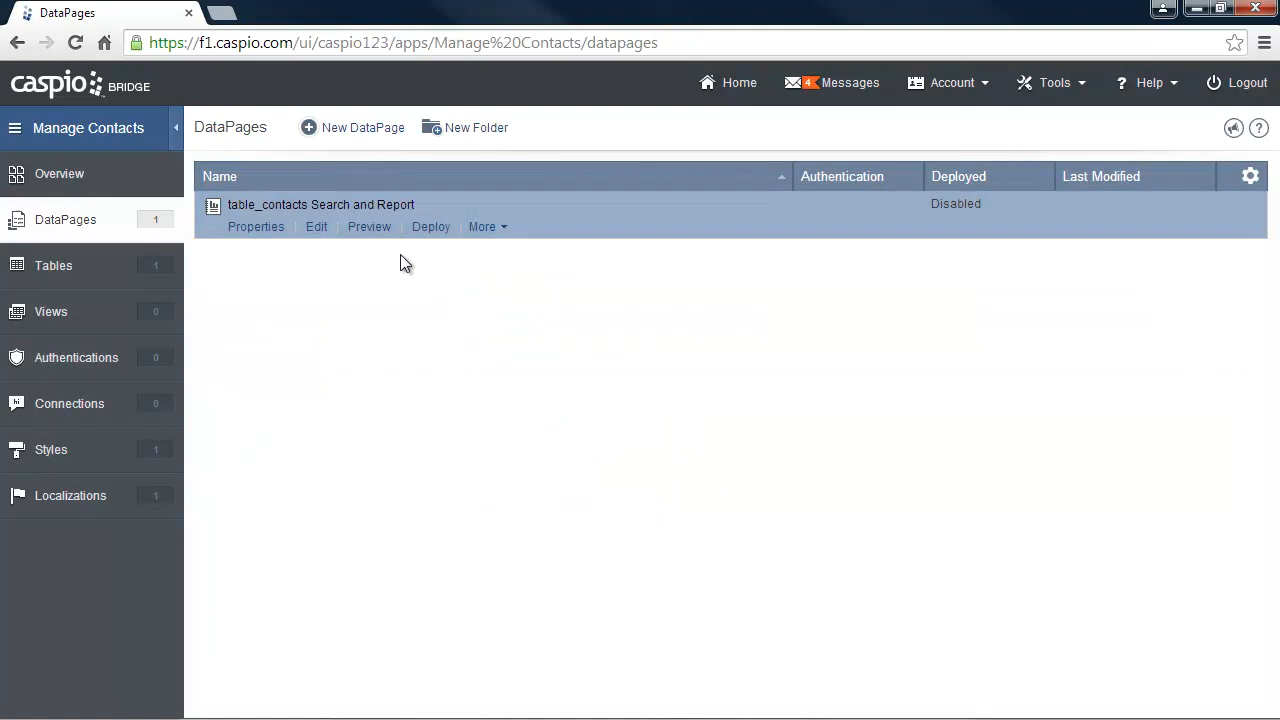 DataPages
https://f1.caspio.com/ui/caspio123/apps/Manage%20Contacts/datapages
caspio BRIDGE
Home
4 Messages
Account
Tools
? Help
Logout
Manage Contacts
DataPages
New DataPage
New Folder
?
Overview
Name
Authentication
Deployed
Last Modified
table_contacts Search and Report
Disabled
DataPages 1
Properties
Edit
Preview
Deploy
More
Tables 1
Views 0
Authentications 0
hi Connections 0
Styles 1
Localizations 1